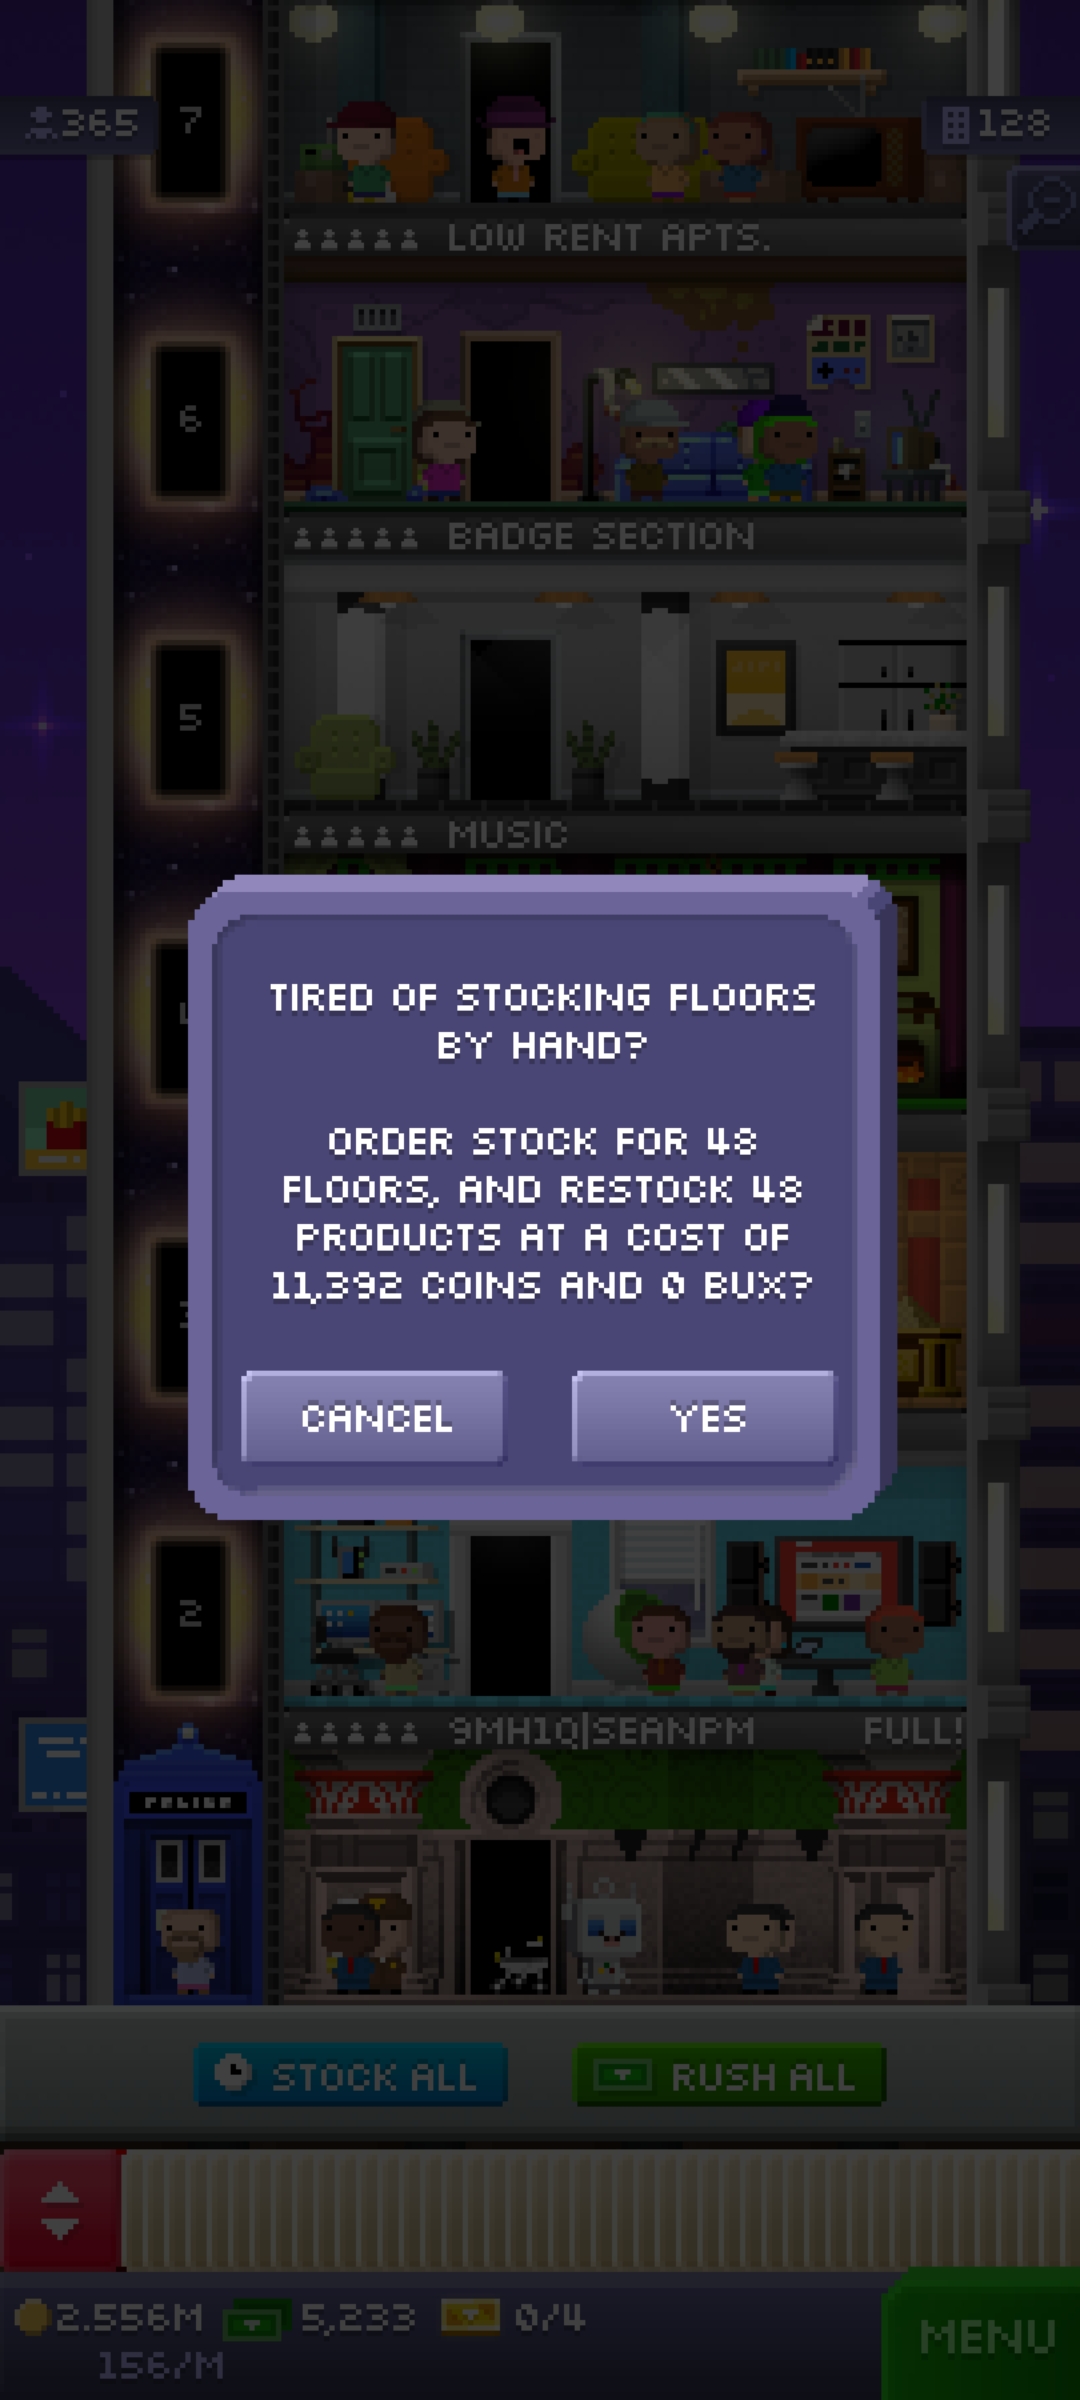 7
365
128
LOW RENT APTS.
6
BADGE SECTION
5
MUSIC
TIRED OF STOCKING FLOORS
BY HAND?
ORDER STOCK FOR 48
FLOORS, AND RESTOCK 48
PRODUCTS AT A COST OF
11,392 COINS AND 0 BUX?
CANCEL
YES
2
9MH1Q|SEANPM
FULL!
POLICE
STOCK ALL
RUSH ALL
2.556M
5,233
0/4
156/M
MENU